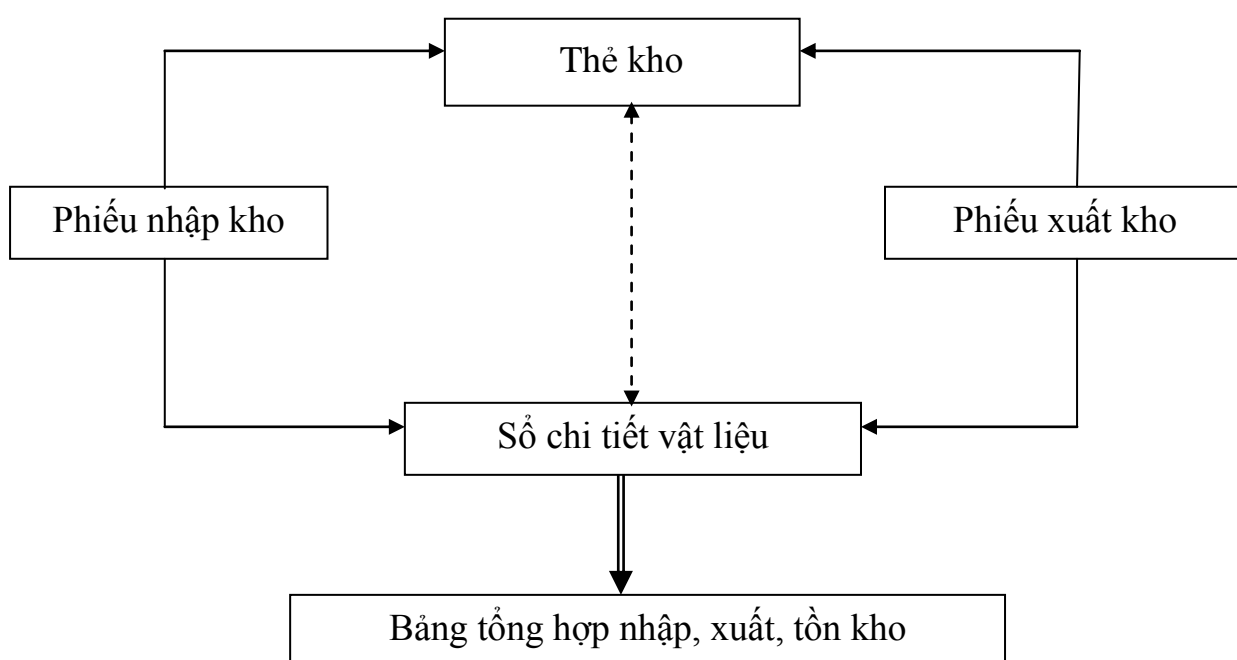 Thẻ kho
Phiếu nhập kho
Phiếu xuất kho
Sổ chi tiết vật liệu
Bảng tổng hợp nhập, xuất, tồn kho